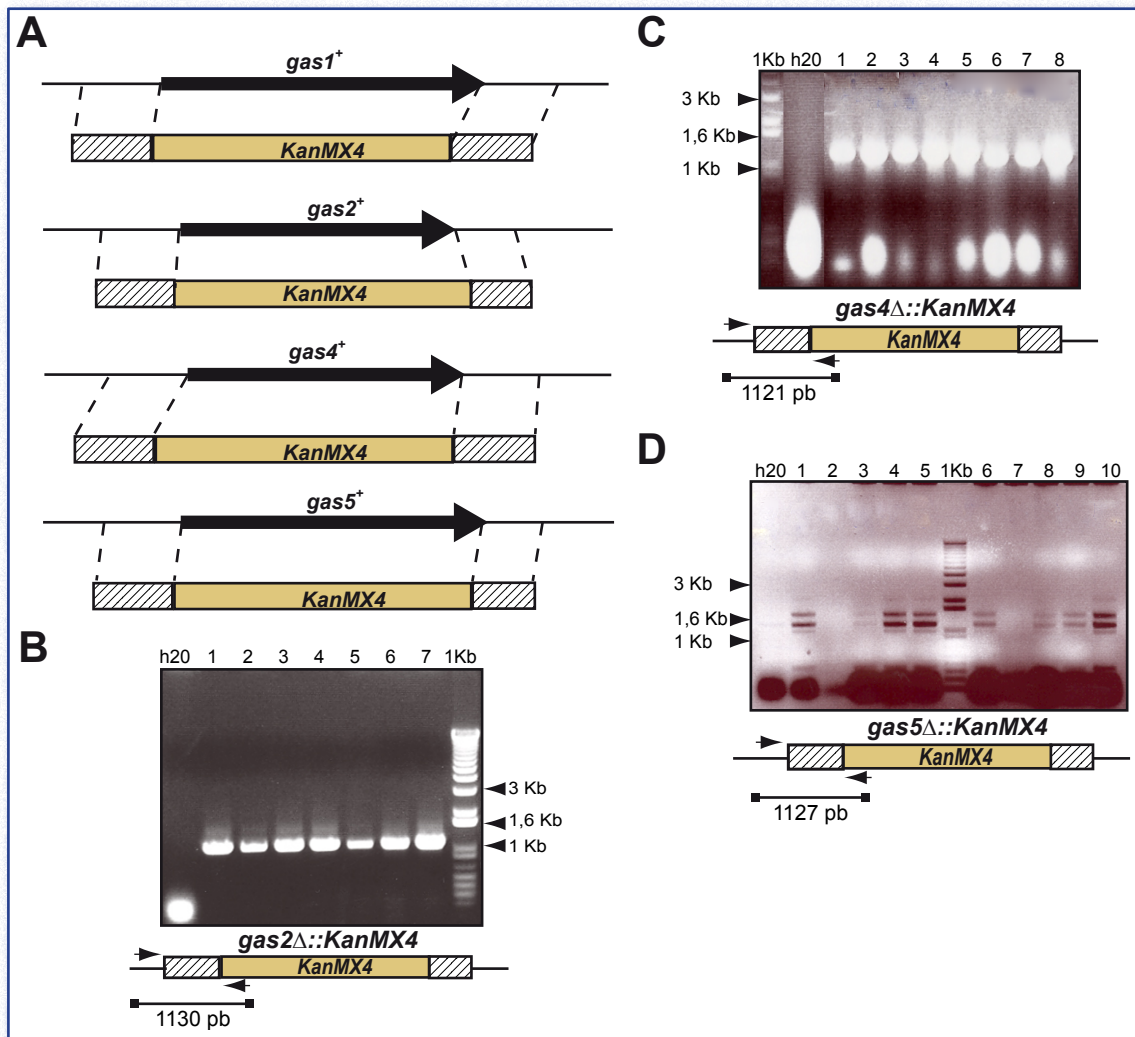 A
gas1+
KanMX4
gas2+
KanMX4
gas4+
KanMX4
gas5+
KanMX4
B
h20 1 2 3 4 5 6 7 1Kb
3 Kb
1,6 Kb
1 Kb
gas2Δ::KanMX4
KanMX4
1130 pb
C
1Kb h20 1 2 3 4 5 6 7 8
3 Kb
1,6 Kb
1 Kb
gas4Δ::KanMX4
KanMX4
1121 pb
D
h20 1 2 3 4 5 1Kb 6 7 8 9 10
3 Kb
1,6 Kb
1 Kb
gas5Δ::KanMX4
KanMX4
1127 pb